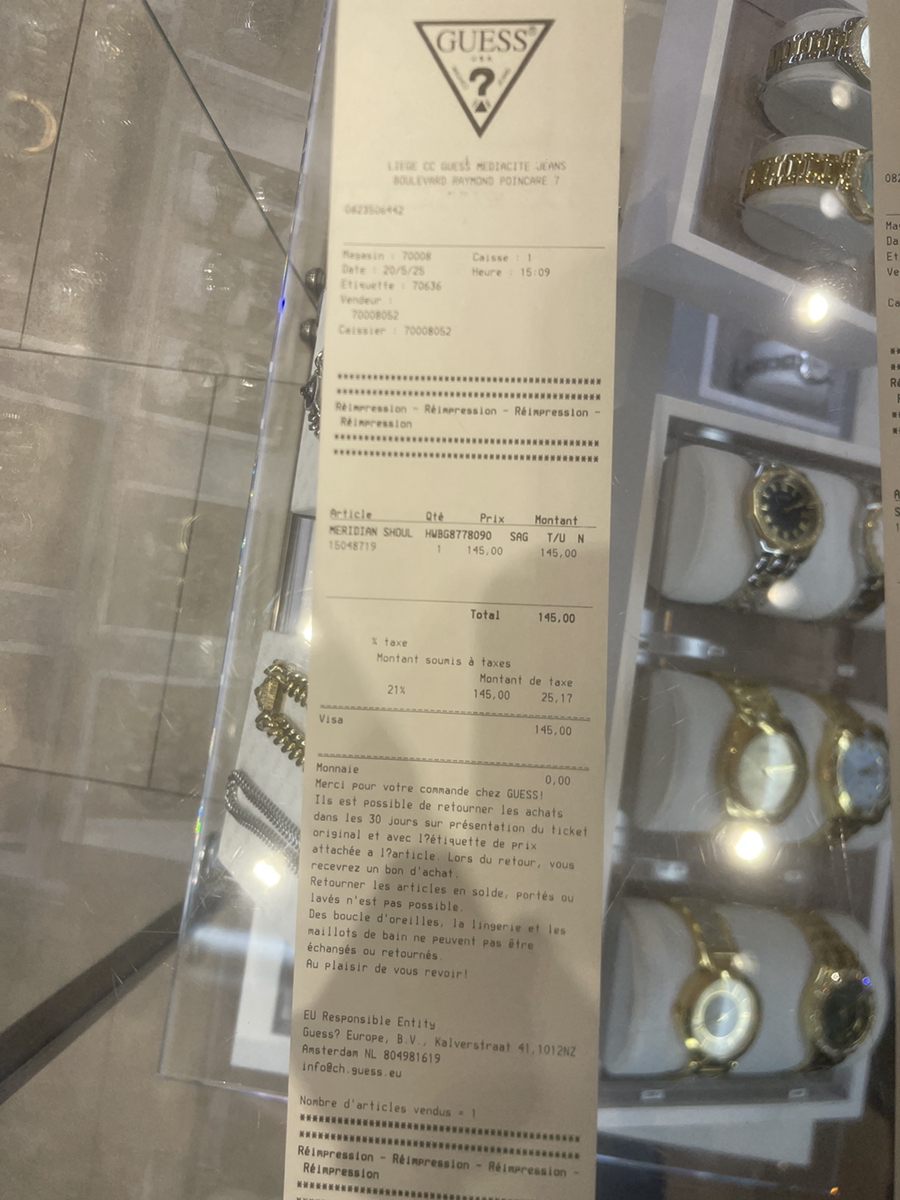 GUESS®
U.S.A.
?
LIEGE CC GUESS MEDIACITE JEANS
BOULEVARD RAYMOND POINCARE 7
0823506442
Magasin : 70008 Caisse : 1
Date : 20/5/25 Heure : 15:09
Etiquette : 70636
Vendeur :
70008052
Caissier : 70008052
****************************************
****************************************
Réimpression - Réimpression - Réimpression -
Réimpression
****************************************
****************************************
Article Qté Prix Montant
MERIDIAN SHOUL HWBG8778090 SAG T/U N
15048719 1 145,00 145,00
Total 145,00
% taxe
Montant soumis à taxes
Montant de taxe
21% 145,00 25,17
Visa
145,00
Monnaie
0,00
Merci pour votre commande chez GUESS!
Ils est possible de retourner les achats
dans les 30 jours sur présentation du ticket
original et avec l?étiquette de prix
attachée a l?article. Lors du retour, vous
recevrez un bon d'achat.
Retourner les articles en solde, portés ou
lavés n'est pas possible.
Des boucle d'oreilles, la lingerie et les
maillots de bain ne peuvent pas être
échangés ou retournés.
Au plaisir de vous revoir!
EU Responsible Entity
Guess? Europe, B.V., Kalverstraat 41,1012NZ
Amsterdam NL 804981619
info@ch.guess.eu
Nombre d'articles vendus = 1
****************************************
****************************************
Réimpression - Réimpression - Réimpression -
Réimpression
****************************************